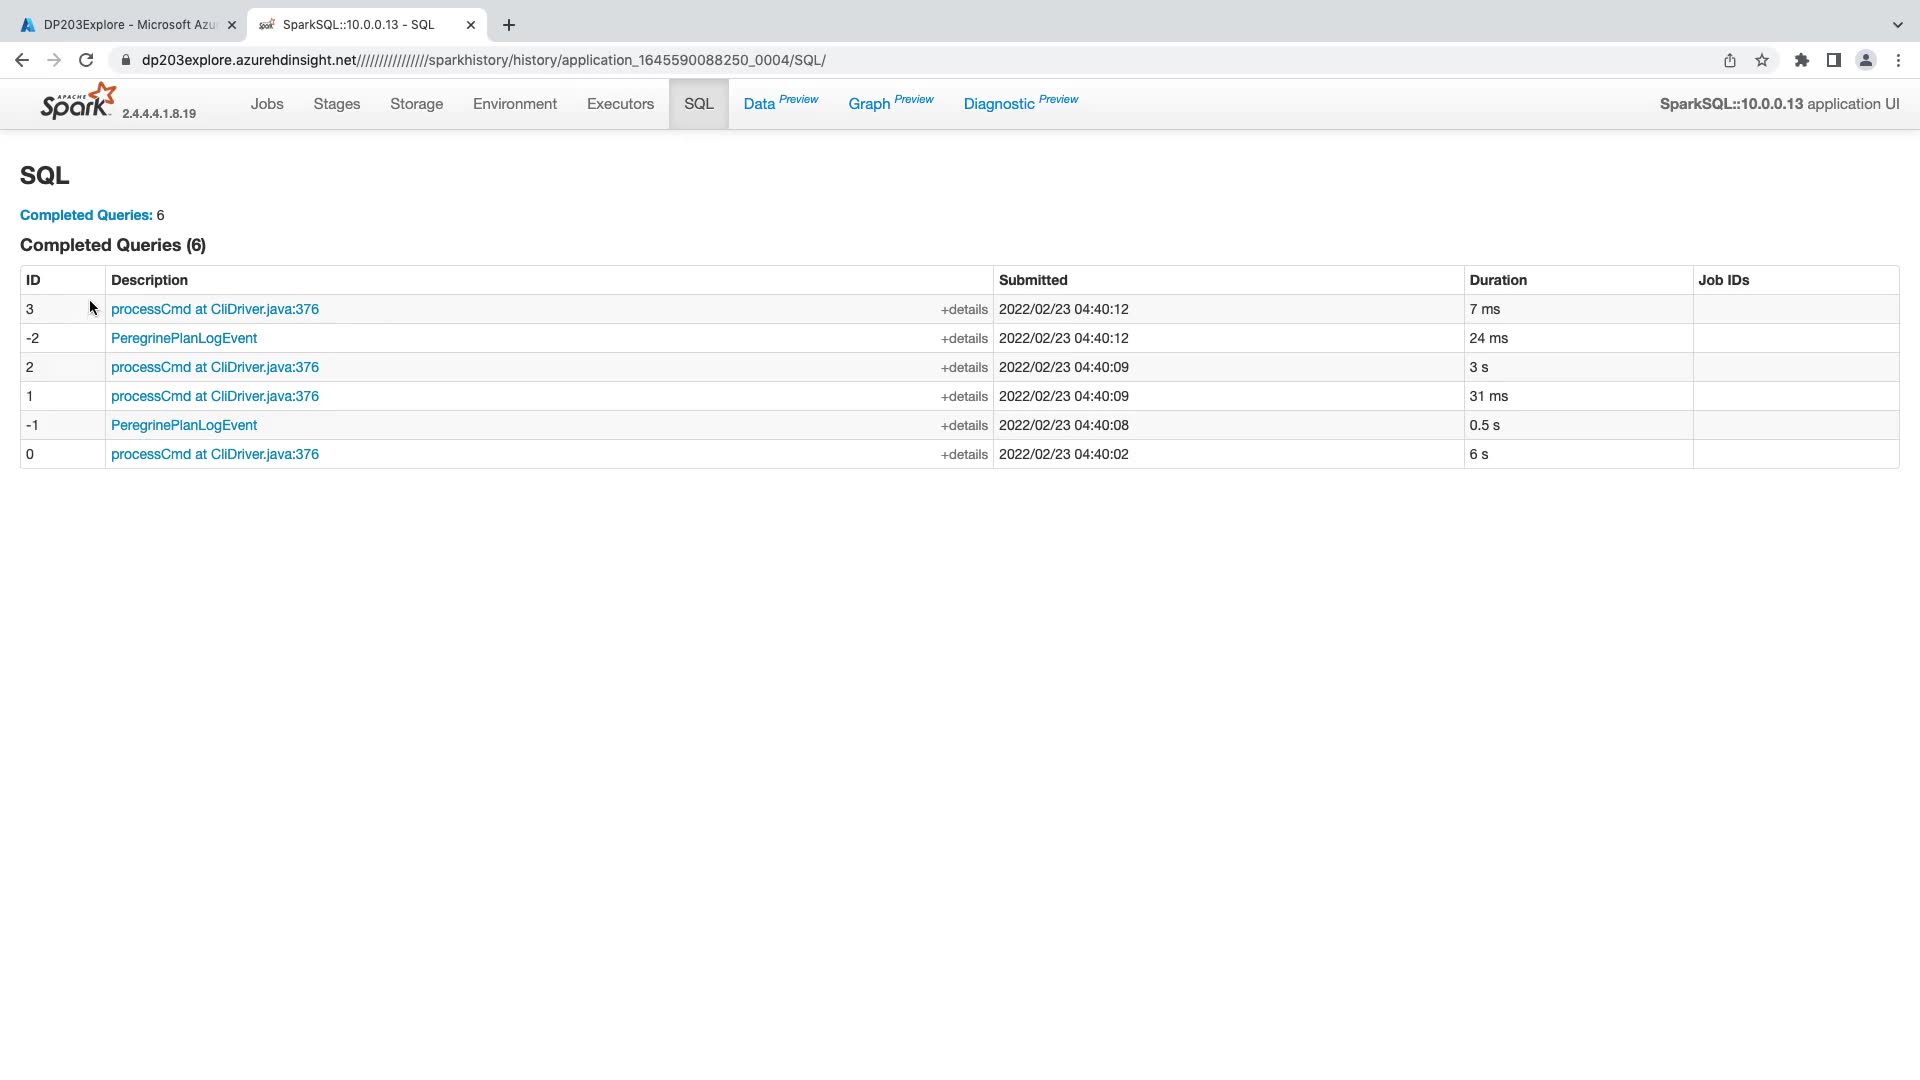 DP203Explore - Microsoft Azu
SparkSQL::10.0.0.13 - SQL
dp203explore.azurehdinsight.net////////////////sparkhistory/history/application_1645590088250_0004/SQL/
APACHE Spark 2.4.4.4.1.8.19 Jobs Stages Storage Environment Executors SQL Data Preview Graph Preview Diagnostic Preview SparkSQL::10.0.0.13 application UI
SQL
Completed Queries: 6
Completed Queries (6)
ID Description Submitted Duration Job IDs
3 processCmd at CliDriver.java:376 +details 2022/02/23 04:40:12 7 ms
-2 PeregrinePlanLogEvent +details 2022/02/23 04:40:12 24 ms
2 processCmd at CliDriver.java:376 +details 2022/02/23 04:40:09 3 s
1 processCmd at CliDriver.java:376 +details 2022/02/23 04:40:09 31 ms
-1 PeregrinePlanLogEvent +details 2022/02/23 04:40:08 0.5 s
0 processCmd at CliDriver.java:376 +details 2022/02/23 04:40:02 6 s